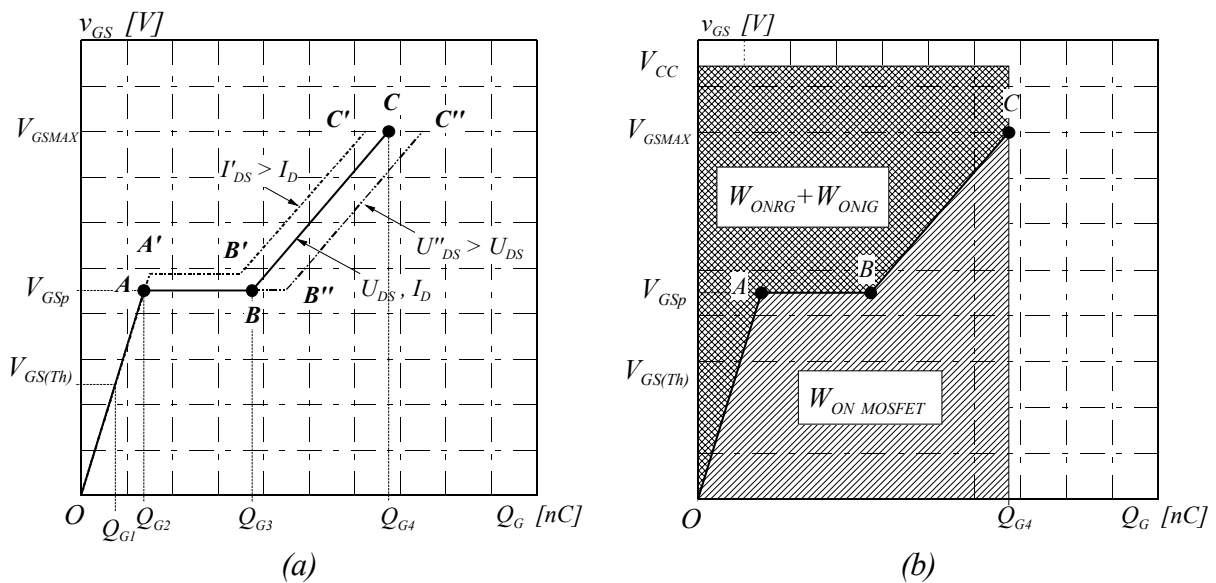 v_GS [V]
V_GSMAX
V_GSp
V_GS(Th)
O
Q_G1
Q_G2
Q_G3
Q_G4
Q_G [nC]
A'
A
B'
B
B''
C'
C
C''
I'_DS > I_D
U''_DS > U_DS
U_DS , I_D
(a)
v_GS [V]
V_CC
V_GSMAX
V_GSp
V_GS(Th)
O
Q_G4
Q_G [nC]
A
B
C
W_ONRG+W_ONIG
W_ON MOSFET
(b)